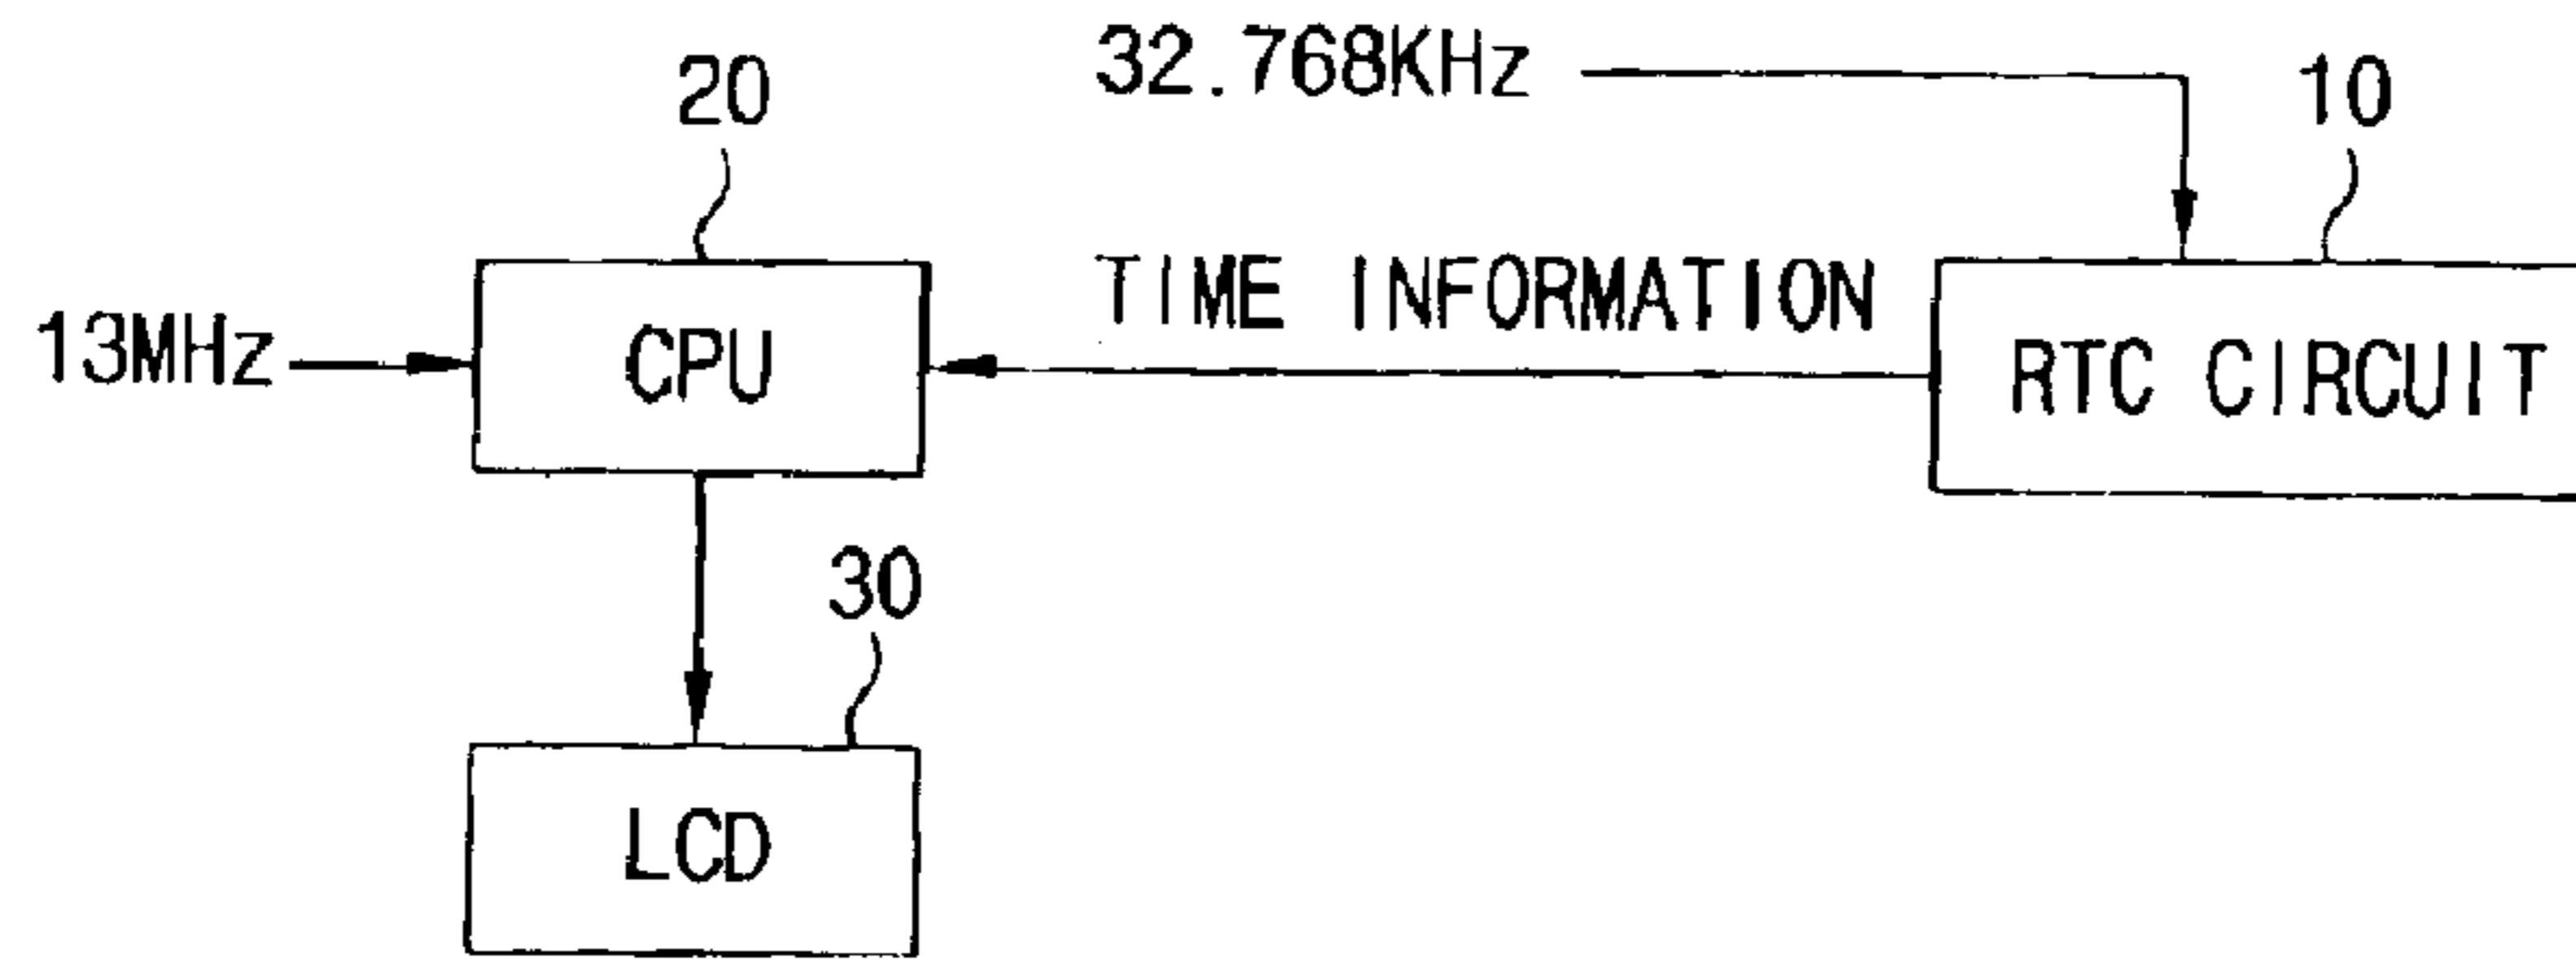 32.768KHz
20
10
TIME INFORMATION
13MHz
CPU
RTC CIRCUIT
30
LCD